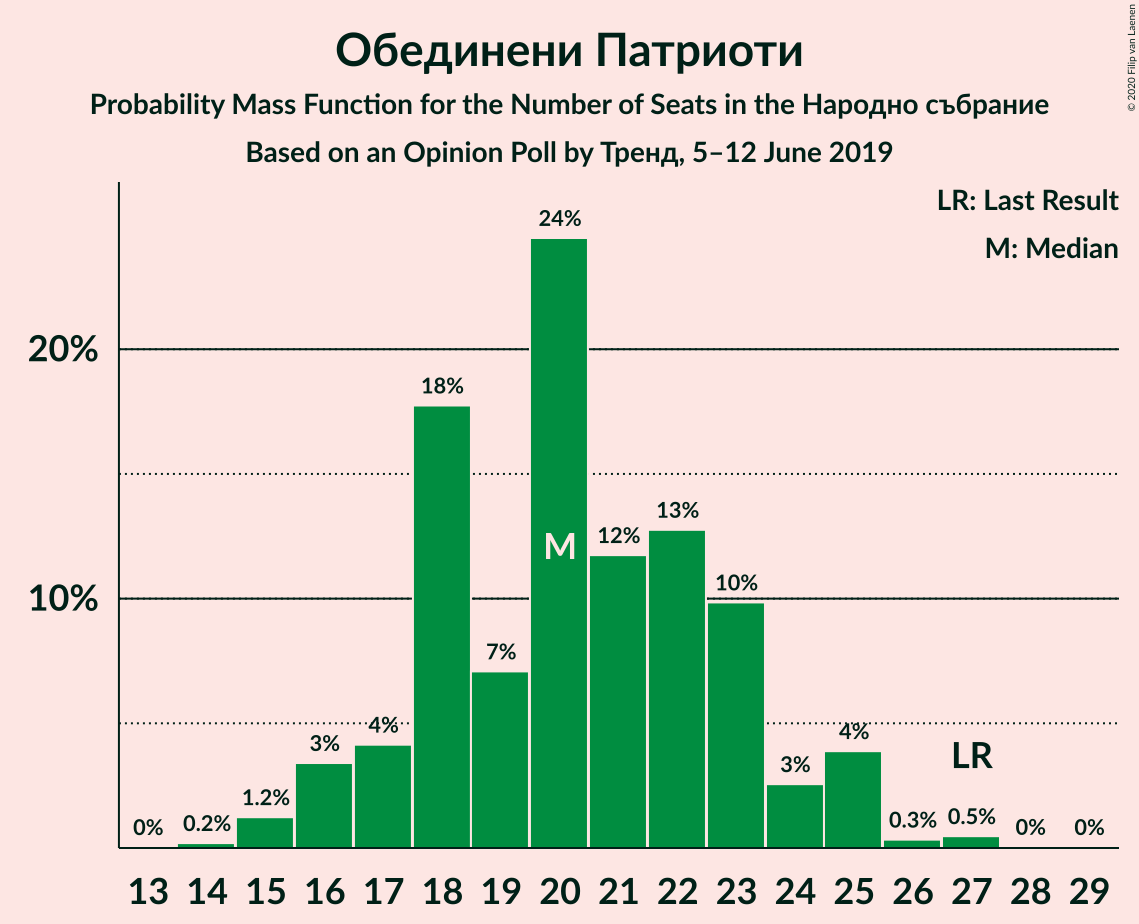 Обединени Патриоти
Probability Mass Function for the Number of Seats in the Народно събрание
Based on an Opinion Poll by Тренд, 5–12 June 2019
© 2020 Filip van Laenen
LR: Last Result
M: Median
20%
10%
0%
0.2%
1.2%
3%
4%
18%
7%
24%
12%
13%
10%
3%
4%
0.3%
0.5%
0%
0%
M
LR
13 14 15 16 17 18 19 20 21 22 23 24 25 26 27 28 29